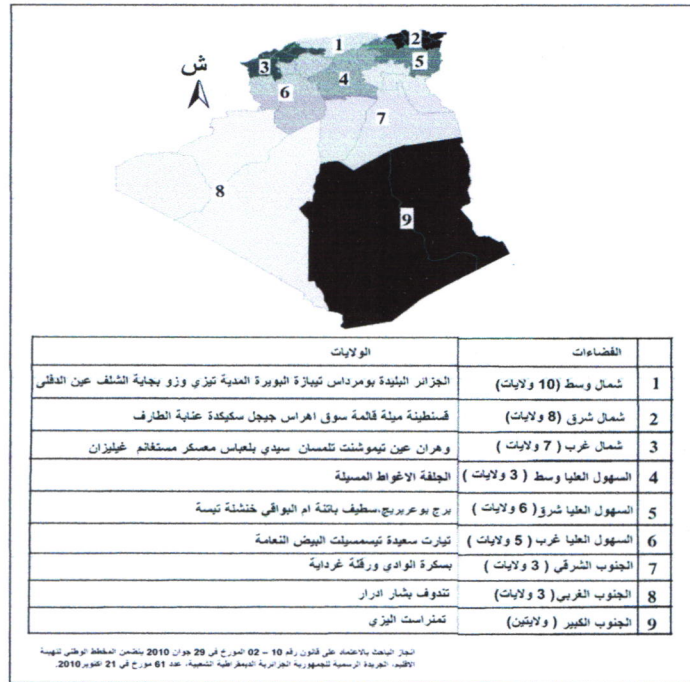 ش
1
2
3
4
5
6
7
8
9
الفضاءات الولايات
1 شمال وسط (10 ولايات) الجزائر البليدة بومرداس تيبازة البويرة المدية تيزي وزو بجاية الشلف عين الدفلى
2 شمال شرق (8 ولايات) قسنطينة ميلة قالمة سوق اهراس جيجل سكيكدة عنابة الطارف
3 شمال غرب ( 7 ولايات ) وهران عين تيموشنت تلمسان سيدي بلعباس معسكر مستغانم غيليزان
4 السهول العليا وسط ( 3 ولايات ) الجلفة الاغواط المسيلة
5 السهول العليا شرق( 6 ولايات ) برج بوعريريج،سطيف باتنة ام البواقي خنشلة تبسة
6 السهول العليا غرب ( 5 ولايات ) تيارت سعيدة تيسمسيلت البيض النعامة
7 الجنوب الشرقي ( 3 ولايات ) بسكرة الوادي ورقلة غرداية
8 الجنوب الغربي( 3 ولايات) تندوف بشار ادرار
9 الجنوب الكبير ( ولايتين) تمنراست اليزي
انجاز الباحث بالاعتماد على قانون رقم 10 – 02 المورخ في 29 جوان 2010 يتضمن المخطط الوطني لتهيئة
الاقليم، الجريدة الرسمية للجمهورية الجزائرية الديمقراطية الشعبية، عدد 61 مورخ في 21 اكتوبر2010.